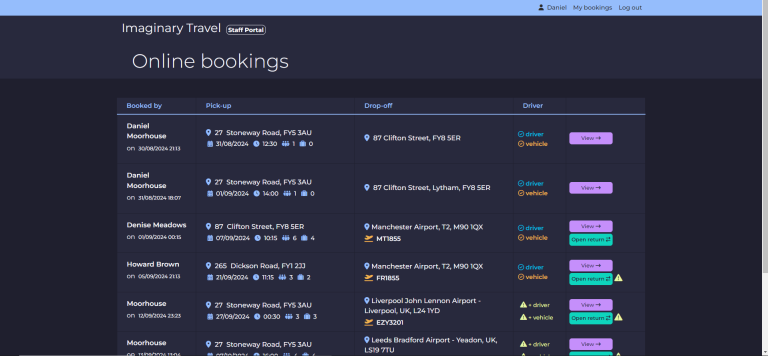 Daniel My bookings Log out
Imaginary Travel Staff Portal
Online bookings
Booked by Pick-up Drop-off Driver
Daniel
Moorhouse
on 30/08/2024 21:13
27 Stoneway Road, FY5 3AU
31/08/2024 12:30 1 0
87 Clifton Street, FY8 5ER
driver
vehicle
View →
Daniel
Moorhouse
on 31/08/2024 18:07
27 Stoneway Road, FY5 3AU
01/09/2024 14:00 1 0
87 Clifton Street, Lytham, FY8 5ER
driver
vehicle
View →
Denise Meadows
on 01/09/2024 00:15
87 Clifton Street, FY8 5ER
07/09/2024 10:15 6 4
Manchester Airport, T2, M90 1QX
MT1855
driver
vehicle
View →
Open return
Howard Brown
on 05/09/2024 21:13
265 Dickson Road, FY1 2JJ
21/09/2024 11:15 3 2
Manchester Airport, T2, M90 1QX
FR1855
driver
vehicle
View →
Open return
Moorhouse
on 12/09/2024 23:23
27 Stoneway Road, FY5 3AU
27/09/2024 00:30 3 3
Liverpool John Lennon Airport -
Liverpool, UK, L24 1YD
EZY3201
+ driver
+ vehicle
View →
Open return
Moorhouse
27 Stoneway Road, FY5 3AU
Leeds Bradford Airport - Yeadon, UK,
LS19 7TU
+ driver
View →